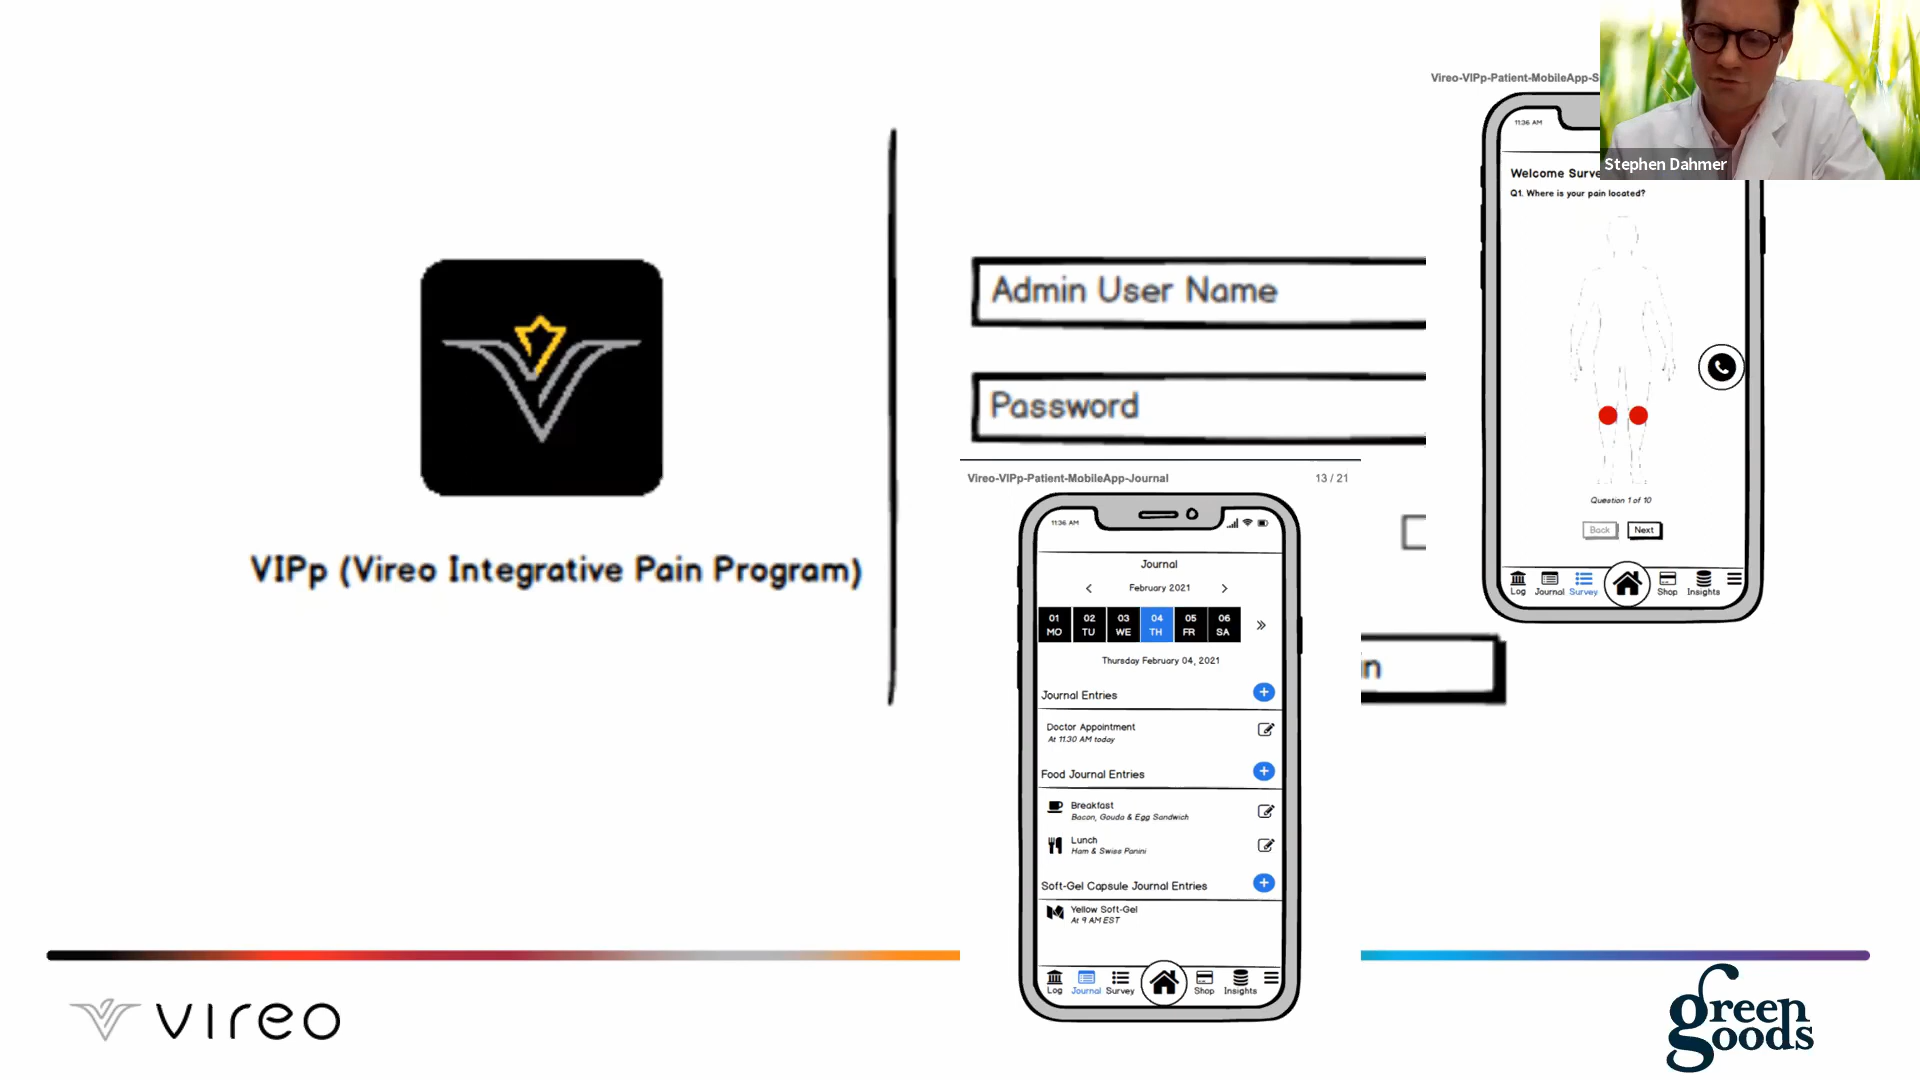 VIPp (Vireo Integrative Pain Program)
Admin User Name
Password
in
Vireo-VIPp-Patient-MobileApp-Journal
13 / 21
11:36 AM
Journal
February 2021
01 02 03 04 05 06
MO TU WE TH FR SA
Thursday February 04, 2021
Journal Entries
Doctor Appointment
At 11:30 AM today
Food Journal Entries
Breakfast
Bacon, Gouda & Egg Sandwich
Lunch
Ham & Swiss Panini
Soft-Gel Capsule Journal Entries
Yellow Soft-Gel
At 9 AM EST
Log Journal Survey Shop Insights
Vireo-VIPp-Patient-MobileApp-S
11:36 AM
Welcome Surve
Q1. Where is your pain located?
Question 1 of 10
Back Next
Log Journal Survey Shop Insights
Stephen Dahmer
vireo
green
goods